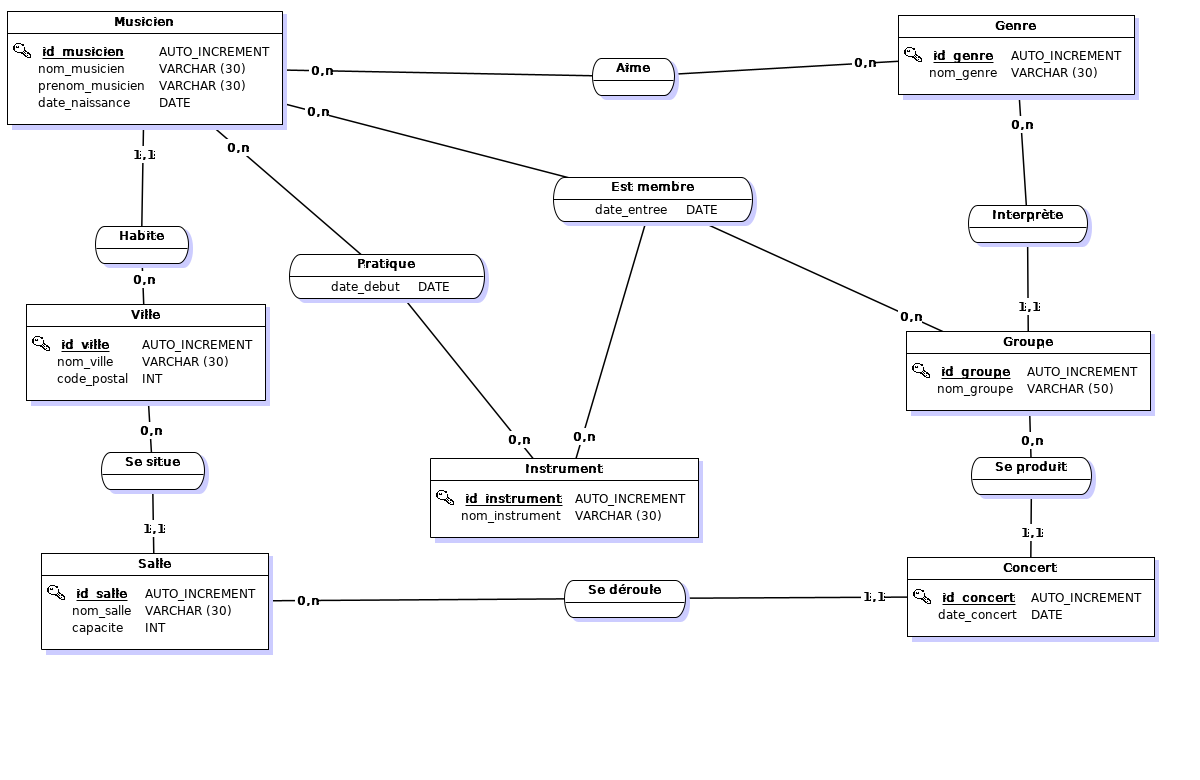 Musicien
id_musicien AUTO_INCREMENT
nom_musicien VARCHAR (30)
prenom_musicien VARCHAR (30)
date_naissance DATE
Genre
id_genre AUTO_INCREMENT
nom_genre VARCHAR (30)
0,n
Aime
0,n
0,n
0,n
1,1
0,n
Est membre
date_entree DATE
Interprète
Habite
Pratique
date_debut DATE
0,n
1,1
0,n
Ville
id_ville AUTO_INCREMENT
nom_ville VARCHAR (30)
code_postal INT
Groupe
id_groupe AUTO_INCREMENT
nom_groupe VARCHAR (50)
0,n
0,n
0,n
0,n
Se situe
Instrument
id_instrument AUTO_INCREMENT
nom_instrument VARCHAR (30)
Se produit
1,1
1,1
Salle
id_salle AUTO_INCREMENT
nom_salle VARCHAR (30)
capacite INT
0,n
Se déroule
1,1
Concert
id_concert AUTO_INCREMENT
date_concert DATE